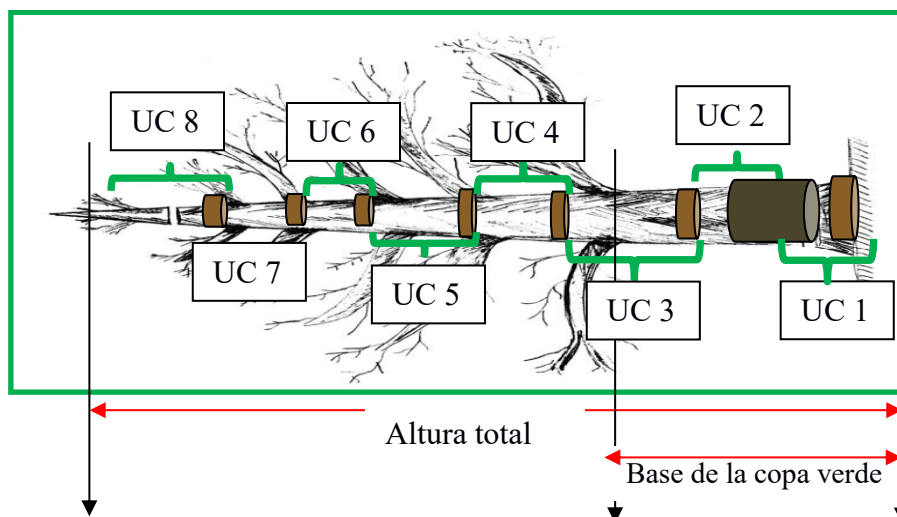 UC 8
UC 6
UC 4
UC 2
UC 7
UC 5
UC 3
UC 1
Altura total
Base de la copa verde